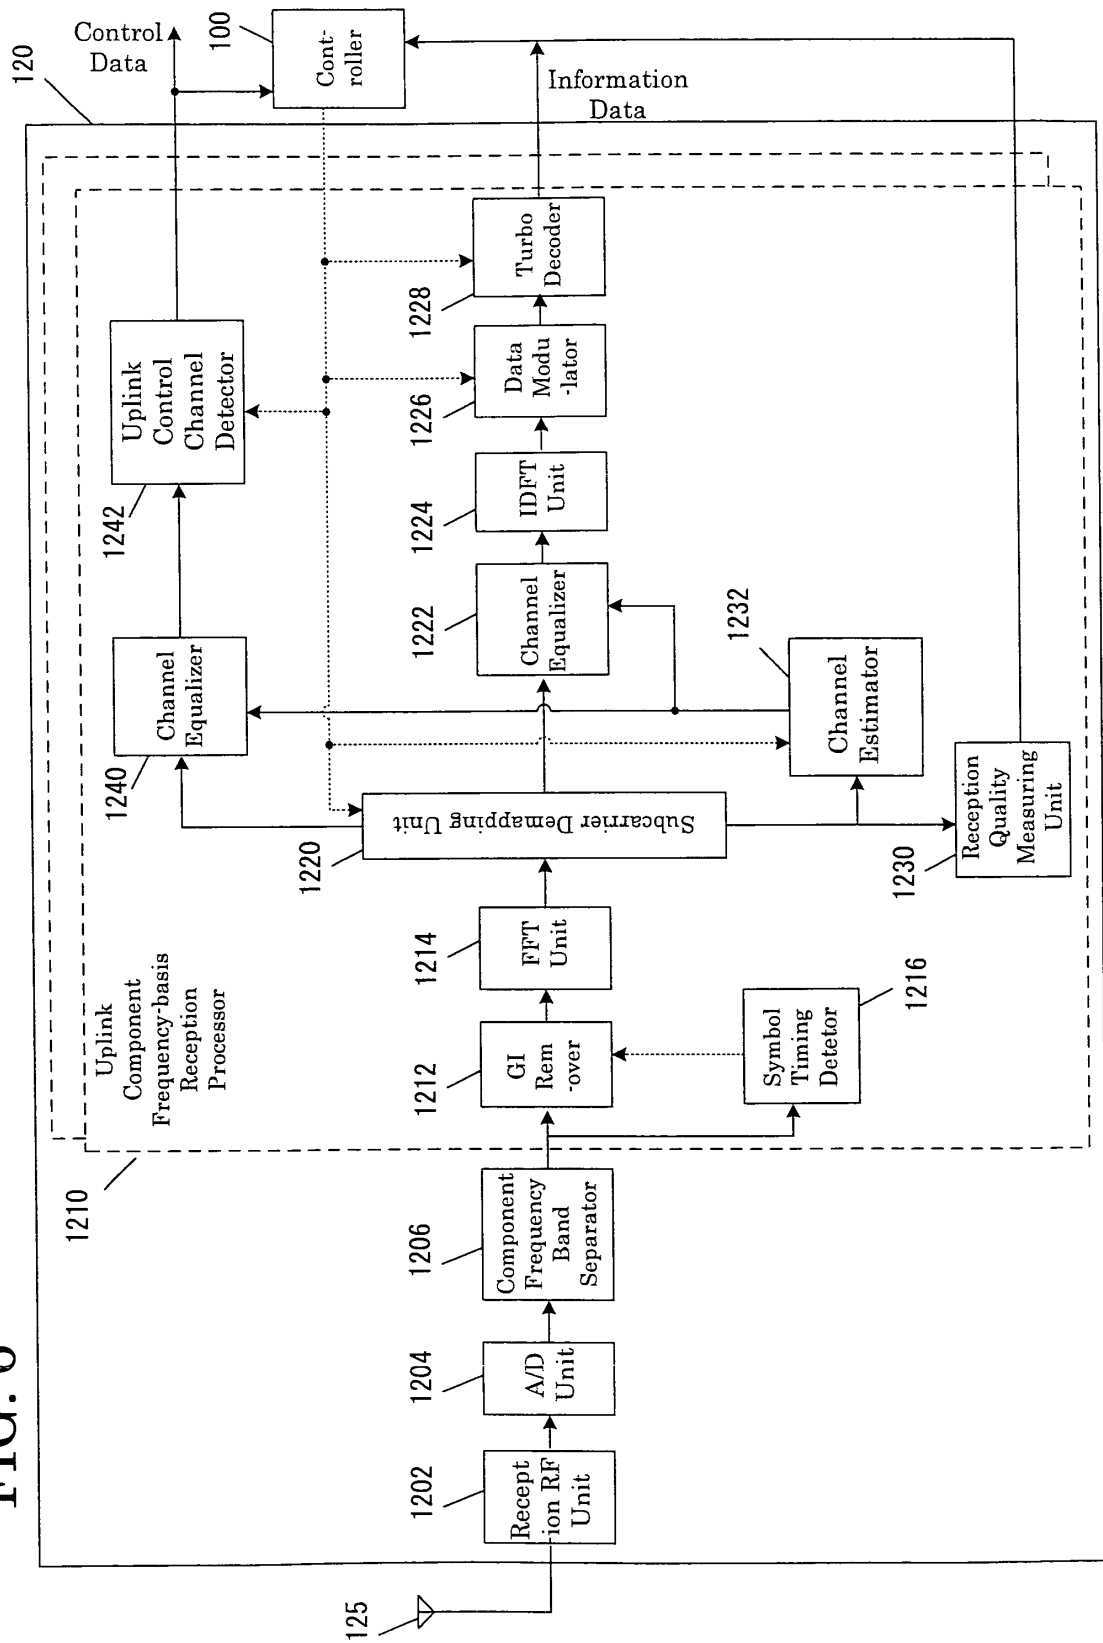 FIG. 6
120
Control
Data
100
Cont-
roller
Information
Data
Uplink
Component
Frequency-basis
Reception
Processor
1210
125
1202
Recept
ion RF
Unit
1204
A/D
Unit
1206
Component
Frequency
Band
Separator
1212
GI
Rem
-over
1214
FFT
Unit
1216
Symbol
Timing
Detetor
1220
Subcarrier Demapping Unit
1222
Channel
Equalizer
1224
IDFT
Unit
1226
Data
Modu
-lator
1228
Turbo
Decoder
1230
Reception
Quality
Measuring
Unit
1232
Channel
Estimator
1240
Channel
Equalizer
1242
Uplink
Control
Channel
Detector